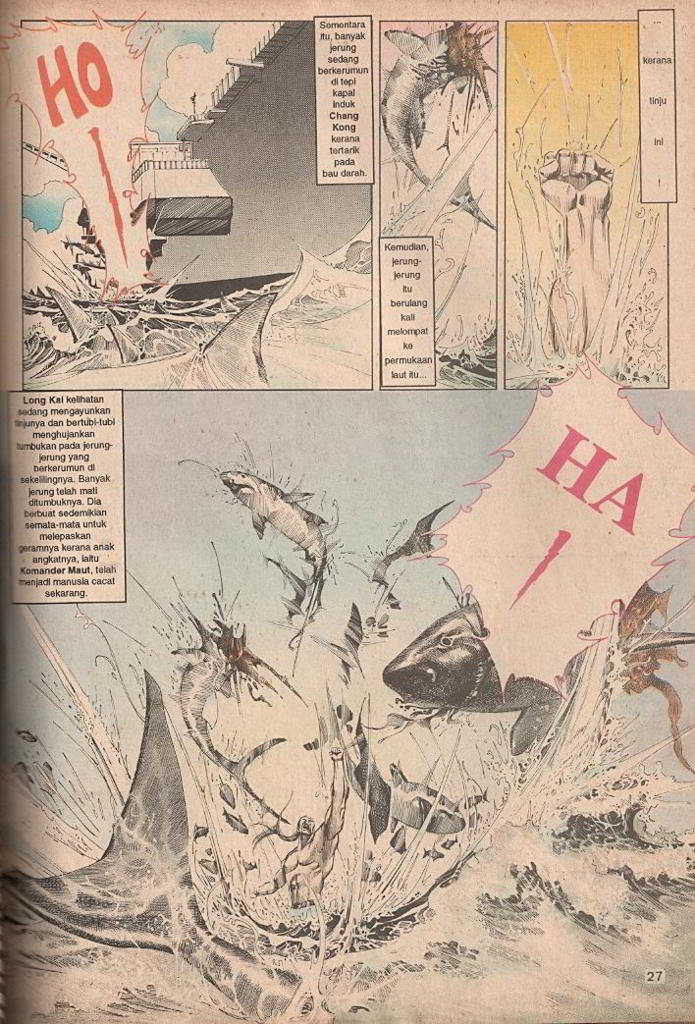 HO
!
Sementara
itu, banyak
jerung
sedang
berkerumun
di tepi
kapal
induk
Chang
Kong
kerana
tertarik
pada
bau darah.
Kemudian,
jerung-
jerung
itu
berulang
kali
melompat
ke
permukaan
laut itu...
...
kerana
tinju
ini
!
Long Kai kelihatan
sedang mengayunkan
tinjunya dan bertubi-tubi
menghujankan
tumbukan pada jerung-
jerung yang
berkerumun di
sekelilingnya. Banyak
jerung telah mati
ditumbuknya. Dia
berbuat sedemikian
semata-mata untuk
melepaskan
geramnya kerana anak
angkatnya, iaitu
Komander Maut, telah
menjadi manusia cacat
sekarang.
HA
!
27